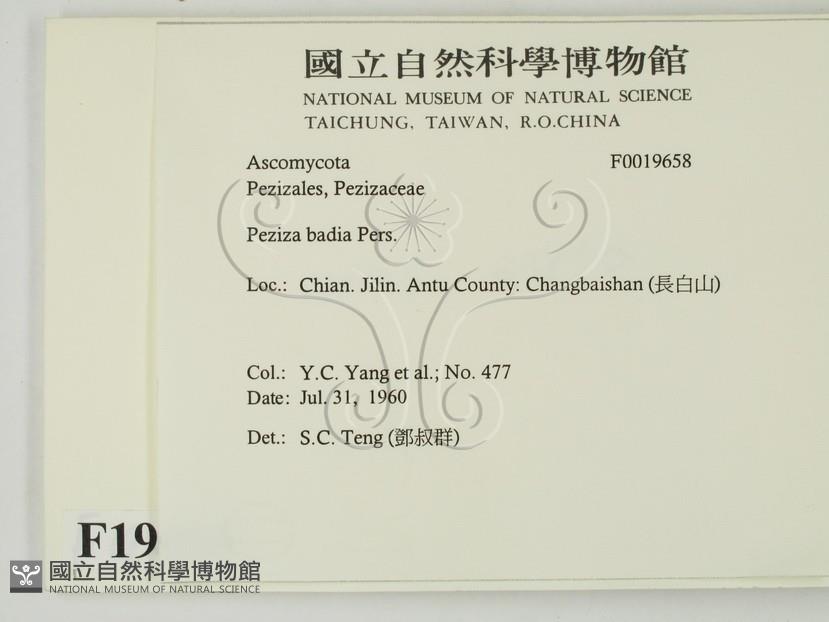 國立自然科學博物館
NATIONAL MUSEUM OF NATURAL SCIENCE
TAICHUNG, TAIWAN, R.O.CHINA
Ascomycota F0019658
Pezizales, Pezizaceae
Peziza badia Pers.
Loc.: Chian. Jilin. Antu County: Changbaishan (長白山)
Col.: Y.C. Yang et al.; No. 477
Date: Jul. 31, 1960
Det.: S.C. Teng (鄧叔群)
F19
國立自然科學博物館
NATIONAL MUSEUM OF NATURAL SCIENCE